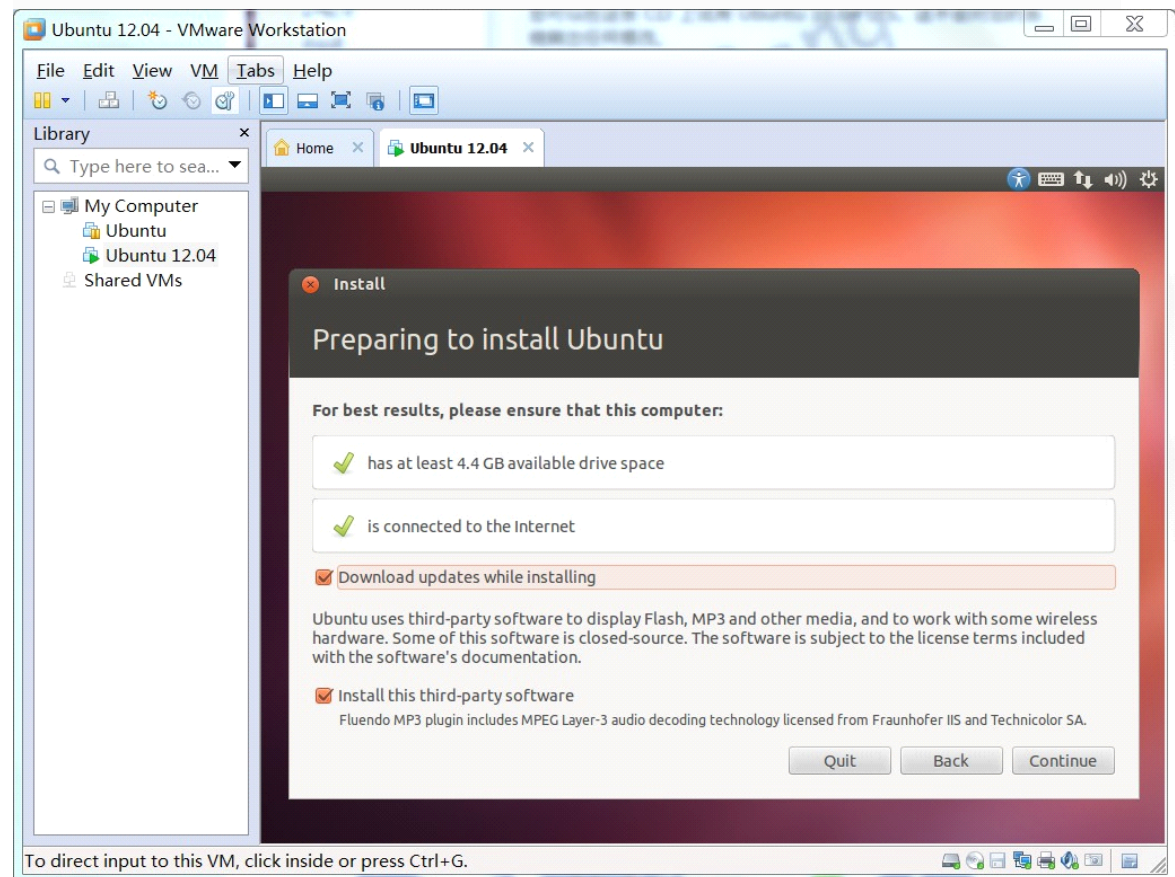 Ubuntu 12.04 - VMware Workstation
File Edit View VM Tabs Help
Library
Type here to sea...
My Computer
Ubuntu
Ubuntu 12.04
Shared VMs
Home
Ubuntu 12.04
Install
Preparing to install Ubuntu
For best results, please ensure that this computer:
has at least 4.4 GB available drive space
is connected to the Internet
Download updates while installing
Ubuntu uses third-party software to display Flash, MP3 and other media, and to work with some wireless
hardware. Some of this software is closed-source. The software is subject to the license terms included
with the software's documentation.
Install this third-party software
Fluendo MP3 plugin includes MPEG Layer-3 audio decoding technology licensed from Fraunhofer IIS and Technicolor SA.
Quit
Back
Continue
To direct input to this VM, click inside or press Ctrl+G.